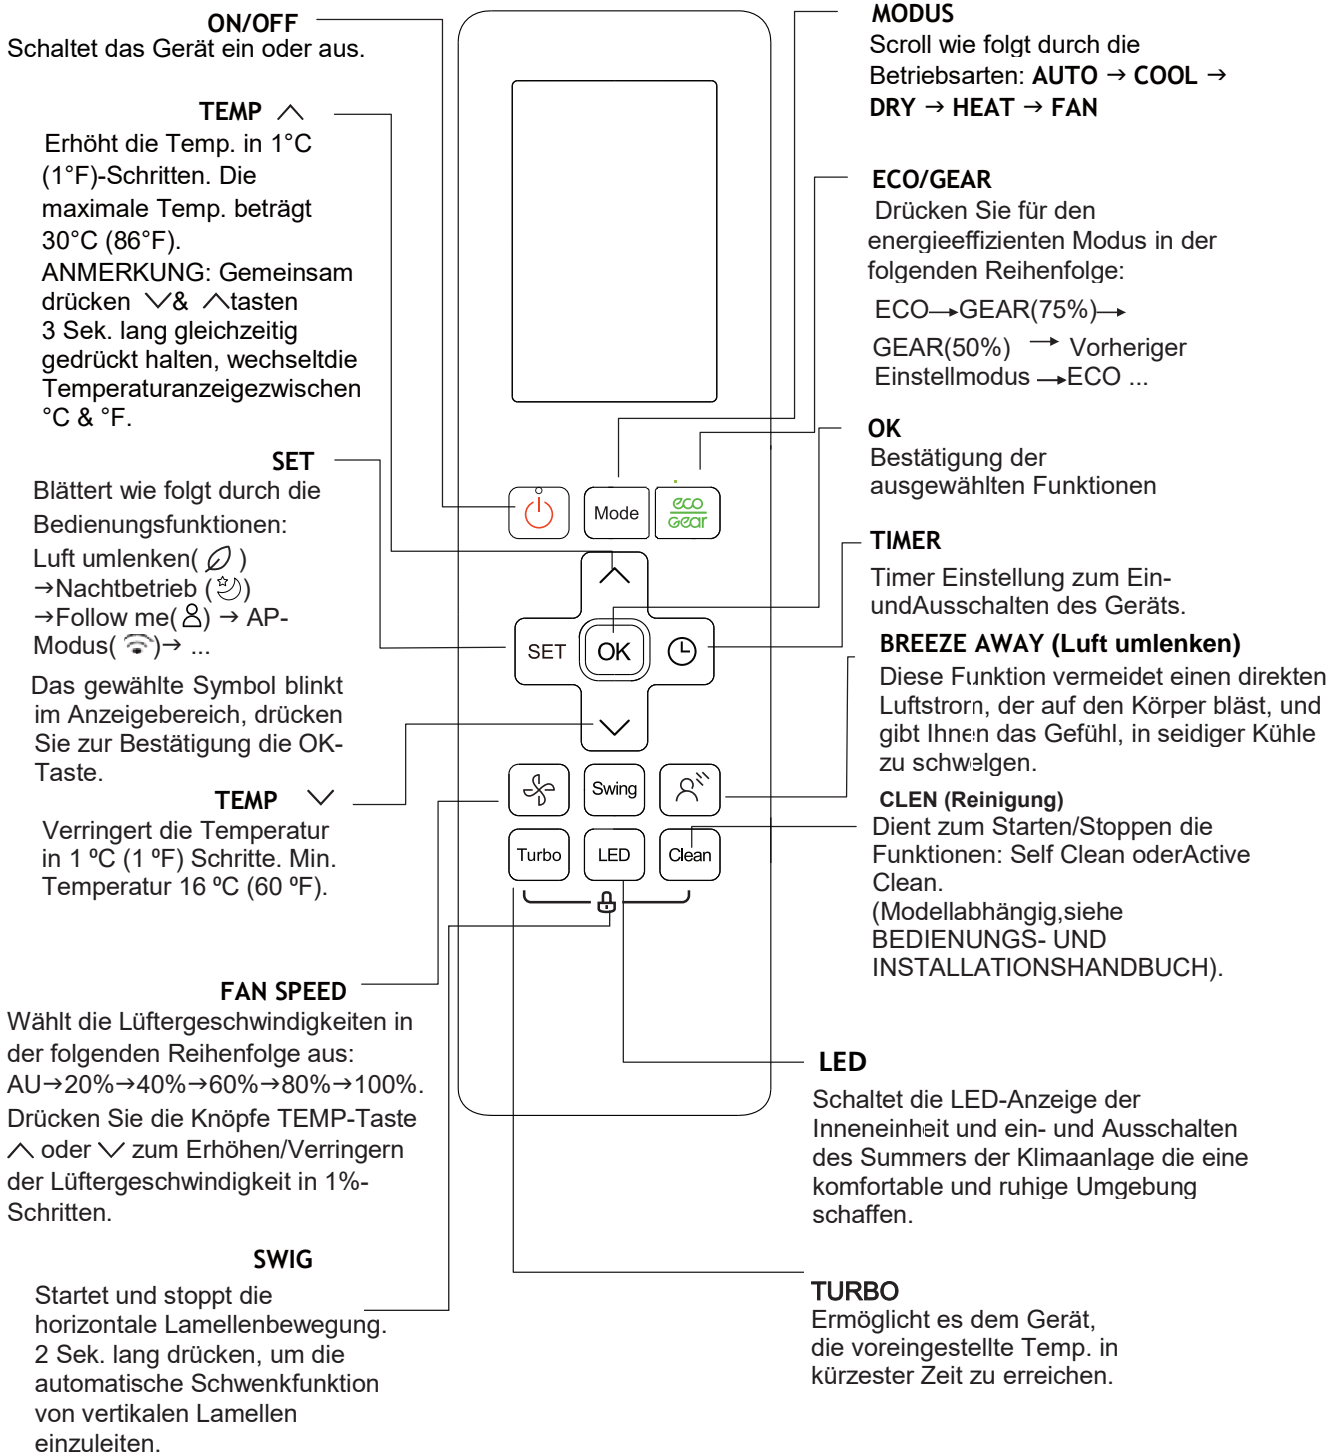 ON/OFF
Schaltet das Gerät ein oder aus.
TEMP
Erhöht die Temp. in 1°C
(1°F)-Schritten. Die
maximale Temp. beträgt
30°C (86°F).
ANMERKUNG: Gemeinsam
drücken & tasten
3 Sek. lang gleichzeitig
gedrückt halten, wechseltdie
Temperaturanzeigezwischen
°C & °F.
SET
Blättert wie folgt durch die
Bedienungsfunktionen:
Luft umlenken( )
→Nachtbetrieb ( )
→Follow me( ) → AP-
Modus( )→ ...
Das gewählte Symbol blinkt
im Anzeigebereich, drücken
Sie zur Bestätigung die OK-
Taste.
TEMP
Verringert die Temperatur
in 1 ºC (1 ºF) Schritte. Min.
Temperatur 16 ºC (60 ºF).
FAN SPEED
Wählt die Lüftergeschwindigkeiten in
der folgenden Reihenfolge aus:
AU→20%→40%→60%→80%→100%.
Drücken Sie die Knöpfe TEMP-Taste
oder zum Erhöhen/Verringern
der Lüftergeschwindigkeit in 1%-
Schritten.
SWIG
Startet und stoppt die
horizontale Lamellenbewegung.
2 Sek. lang drücken, um die
automatische Schwenkfunktion
von vertikalen Lamellen
einzuleiten.
Mode
eco
Gear
SET
OK
Swing
Turbo
LED
Clean
MODUS
Scroll wie folgt durch die
Betriebsarten: AUTO → COOL →
DRY → HEAT → FAN
ECO/GEAR
Drücken Sie für den
energieeffizienten Modus in der
folgenden Reihenfolge:
ECO→GEAR(75%)→
GEAR(50%) → Vorheriger
Einstellmodus →ECO ...
OK
Bestätigung der
ausgewählten Funktionen
TIMER
Timer Einstellung zum Ein-
undAusschalten des Geräts.
BREEZE AWAY (Luft umlenken)
Diese Funktion vermeidet einen direkten
Luftstrom, der auf den Körper bläst, und
gibt Ihnen das Gefühl, in seidiger Kühle
zu schwelgen.
CLEN (Reinigung)
Dient zum Starten/Stoppen die
Funktionen: Self Clean oderActive
Clean.
(Modellabhängig,siehe
BEDIENUNGS- UND
INSTALLATIONSHANDBUCH).
LED
Schaltet die LED-Anzeige der
Inneneinheit und ein- und Ausschalten
des Summers der Klimaanlage die eine
komfortable und ruhige Umgebung
schaffen.
TURBO
Ermöglicht es dem Gerät,
die voreingestellte Temp. in
kürzester Zeit zu erreichen.